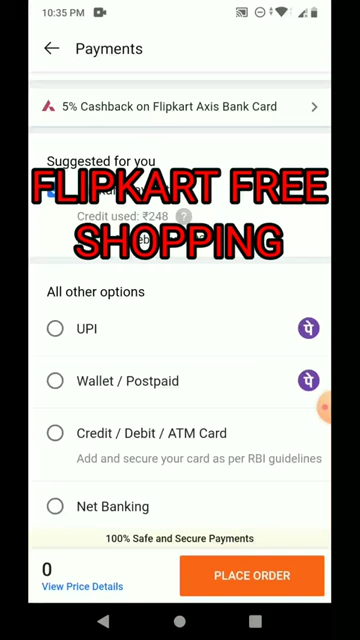 10:35 PM
Payments
5% Cashback on Flipkart Axis Bank Card
Suggested for you
FLIPKART FREE
Credit used: ₹248 ?
SHOPPING
All other options
UPI
पे
Wallet / Postpaid
पे
Credit / Debit / ATM Card
Add and secure your card as per RBI guidelines
Net Banking
100% Safe and Secure Payments
0
View Price Details
PLACE ORDER